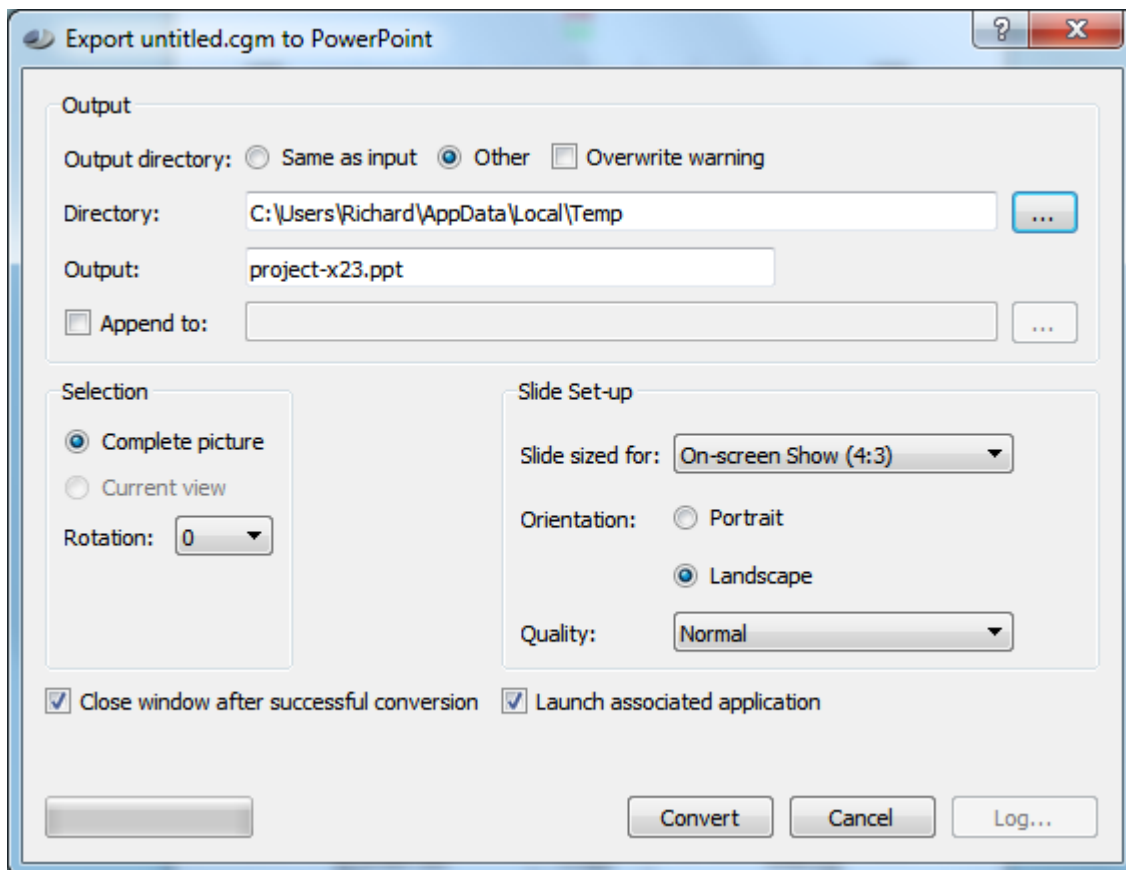 Export untitled.cgm to PowerPoint
?
X
Output
Output directory: Same as input Other Overwrite warning
Directory: C:\Users\Richard\AppData\Local\Temp ...
Output: project-x23.ppt
Append to: ...
Selection
Complete picture
Current view
Rotation: 0
Slide Set-up
Slide sized for: On-screen Show (4:3)
Orientation: Portrait
Landscape
Quality: Normal
Close window after successful conversion Launch associated application
Convert Cancel Log...